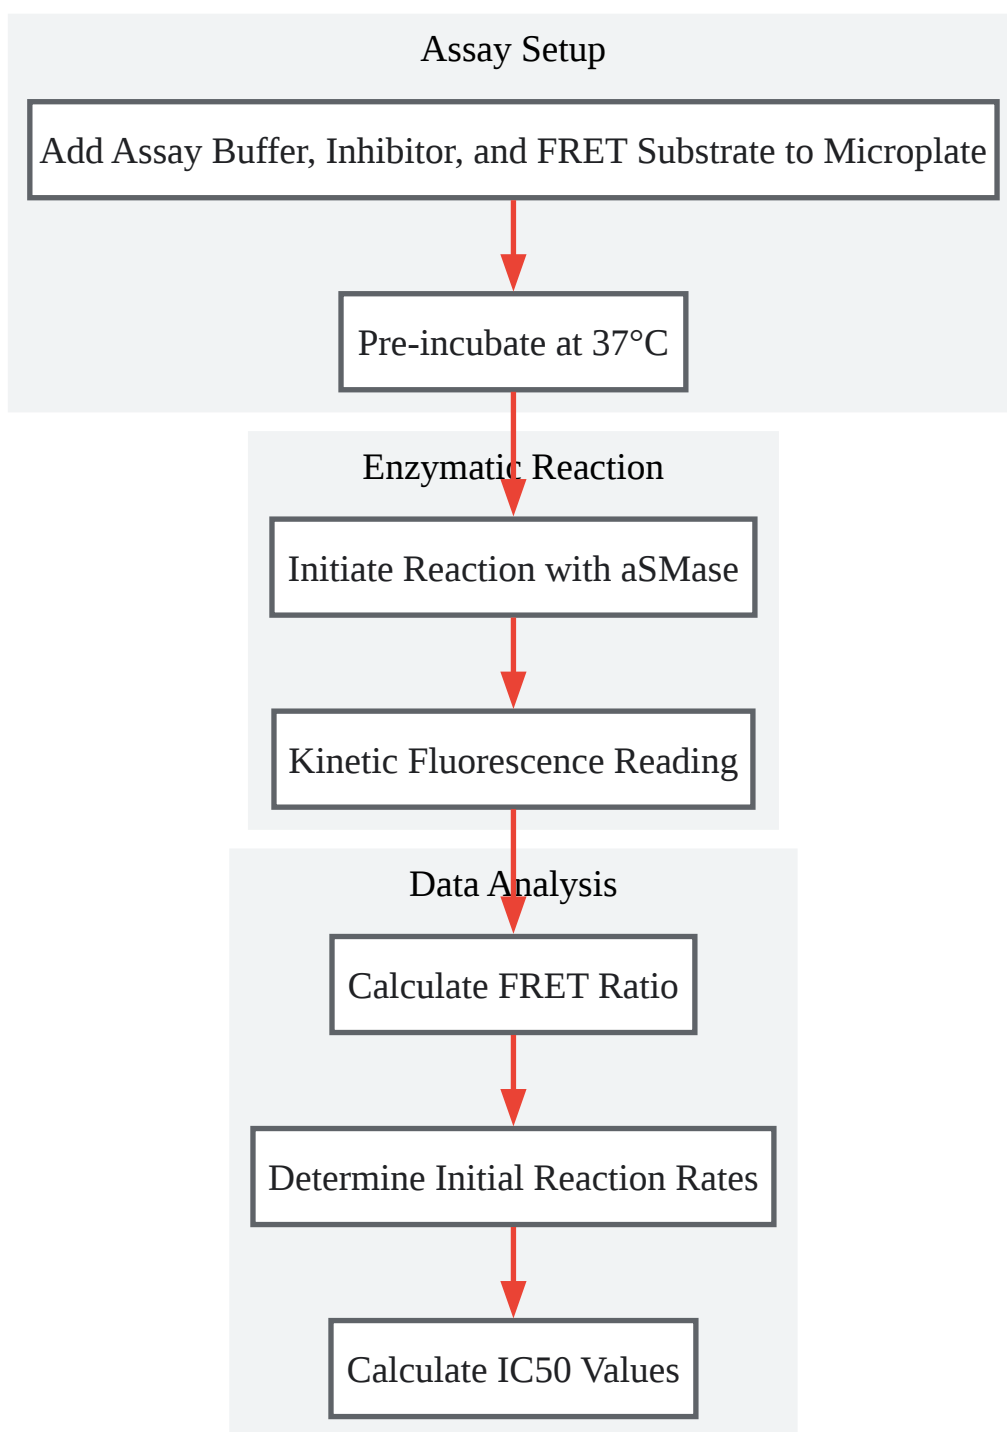 Assay Setup
Add Assay Buffer, Inhibitor, and FRET Substrate to Microplate
Pre-incubate at 37°C
Enzymatic Reaction
Initiate Reaction with aSMase
Kinetic Fluorescence Reading
Data Analysis
Calculate FRET Ratio
Determine Initial Reaction Rates
Calculate IC50 Values